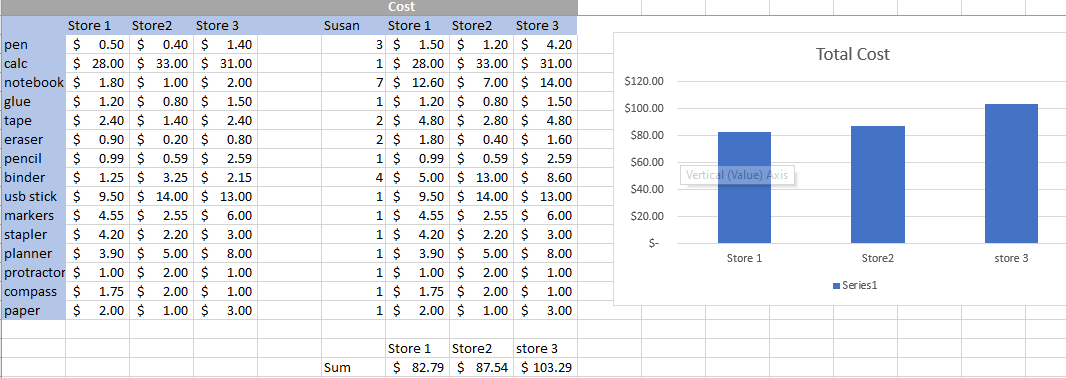 Cost
Store 1 Store2 Store 3 Susan Store 1 Store2 Store 3
pen $ 0.50 $ 0.40 $ 1.40 3 $ 1.50 $ 1.20 $ 4.20
calc $ 28.00 $ 33.00 $ 31.00 1 $ 28.00 $ 33.00 $ 31.00
notebook $ 1.80 $ 1.00 $ 2.00 7 $ 12.60 $ 7.00 $ 14.00
glue $ 1.20 $ 0.80 $ 1.50 1 $ 1.20 $ 0.80 $ 1.50
tape $ 2.40 $ 1.40 $ 2.40 2 $ 4.80 $ 2.80 $ 4.80
eraser $ 0.90 $ 0.20 $ 0.80 2 $ 1.80 $ 0.40 $ 1.60
pencil $ 0.99 $ 0.59 $ 2.59 1 $ 0.99 $ 0.59 $ 2.59
binder $ 1.25 $ 3.25 $ 2.15 4 $ 5.00 $ 13.00 $ 8.60
usb stick $ 9.50 $ 14.00 $ 13.00 1 $ 9.50 $ 14.00 $ 13.00
markers $ 4.55 $ 2.55 $ 6.00 1 $ 4.55 $ 2.55 $ 6.00
stapler $ 4.20 $ 2.20 $ 3.00 1 $ 4.20 $ 2.20 $ 3.00
planner $ 3.90 $ 5.00 $ 8.00 1 $ 3.90 $ 5.00 $ 8.00
protractor $ 1.00 $ 2.00 $ 1.00 1 $ 1.00 $ 2.00 $ 1.00
compass $ 1.75 $ 2.00 $ 1.00 1 $ 1.75 $ 2.00 $ 1.00
paper $ 2.00 $ 1.00 $ 3.00 1 $ 2.00 $ 1.00 $ 3.00
Store 1 Store2 store 3
Sum $ 82.79 $ 87.54 $ 103.29
Total Cost
$120.00
$100.00
$80.00
$60.00
Vertical (Value) Axis
$40.00
$20.00
$-
Store 1 Store2 store 3
Series1